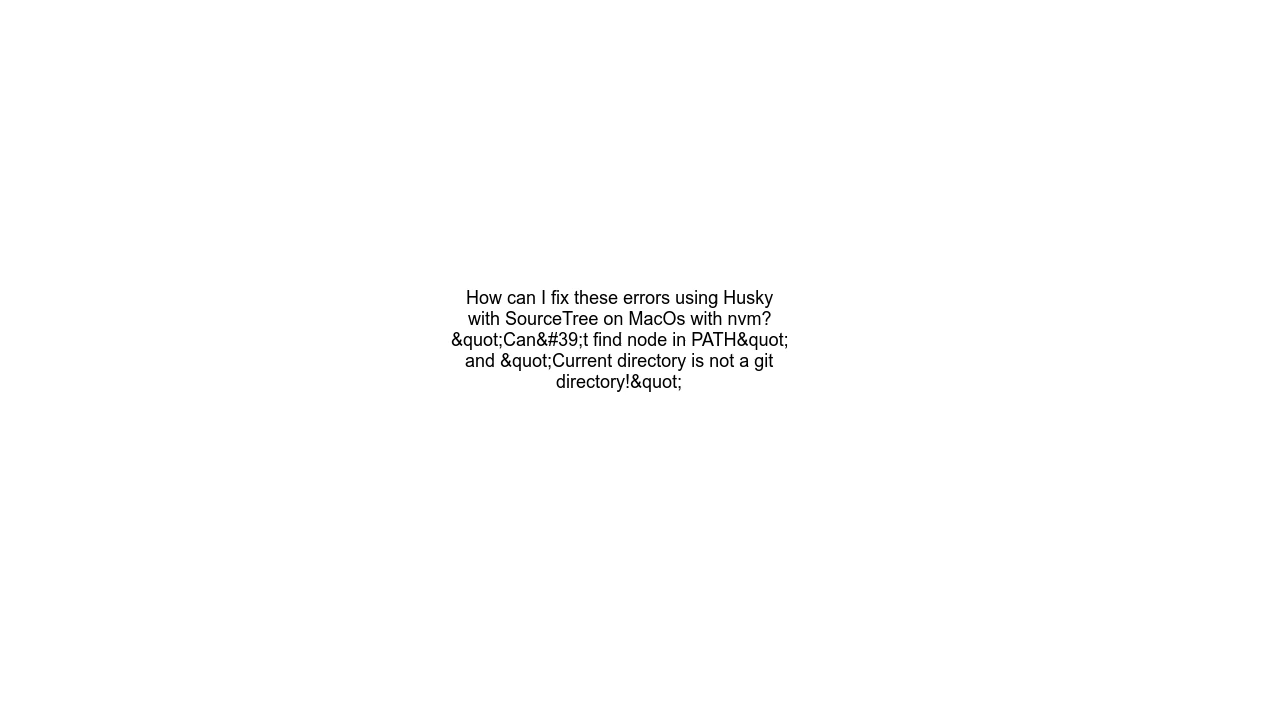 How can I fix these errors using Husky
with SourceTree on MacOs with nvm?
&quot;Can&#39;t find node in PATH&quot;
and &quot;Current directory is not a git
directory!&quot;